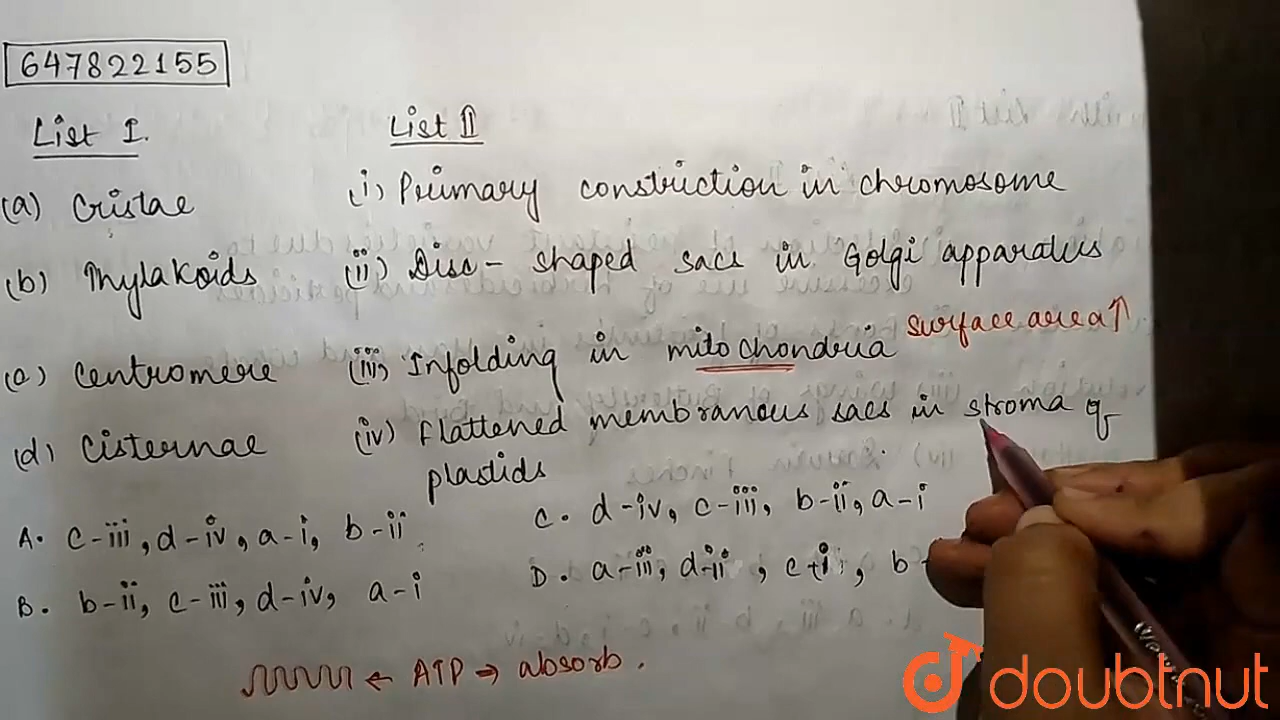 647822155
List I. List II
(a) Cristae (i) Primary constriction in chromosome
(b) Thylakoids (ii) Disc - shaped sacs in Golgi apparatus
(c) Centromere (iii) Infolding in mitochondria surface area↑
(d) Cisternae (iv) Flattened membranous sacs in stroma of
plastids
A. c-iii, d-iv, a-i, b-ii
C. d-iv, c-iii, b-ii, a-i
B. b-ii, c-iii, d-iv, a-i
D. a-iii, d-ii, c-i, b-
← ATP → absorb.
doubtnut